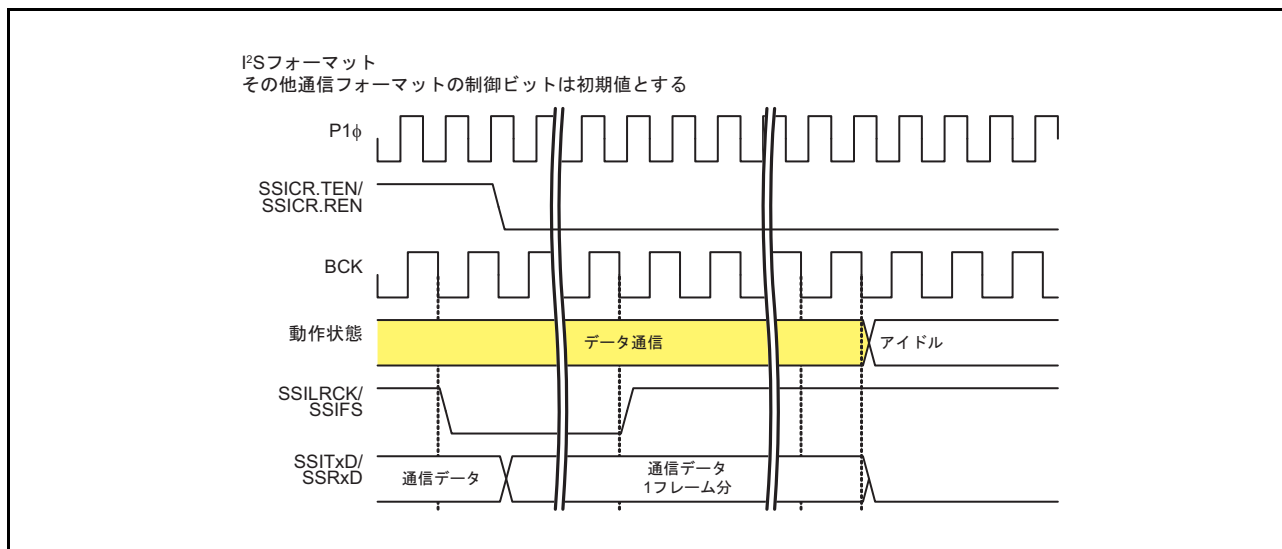 I²Sフォーマット
その他通信フォーマットの制御ビットは初期値とする
P1φ
SSICR.TEN/
SSICR.REN
BCK
動作状態
データ通信
アイドル
SSILRCK/
SSIFS
SSITxD/
SSRxD
通信データ
通信データ
1フレーム分